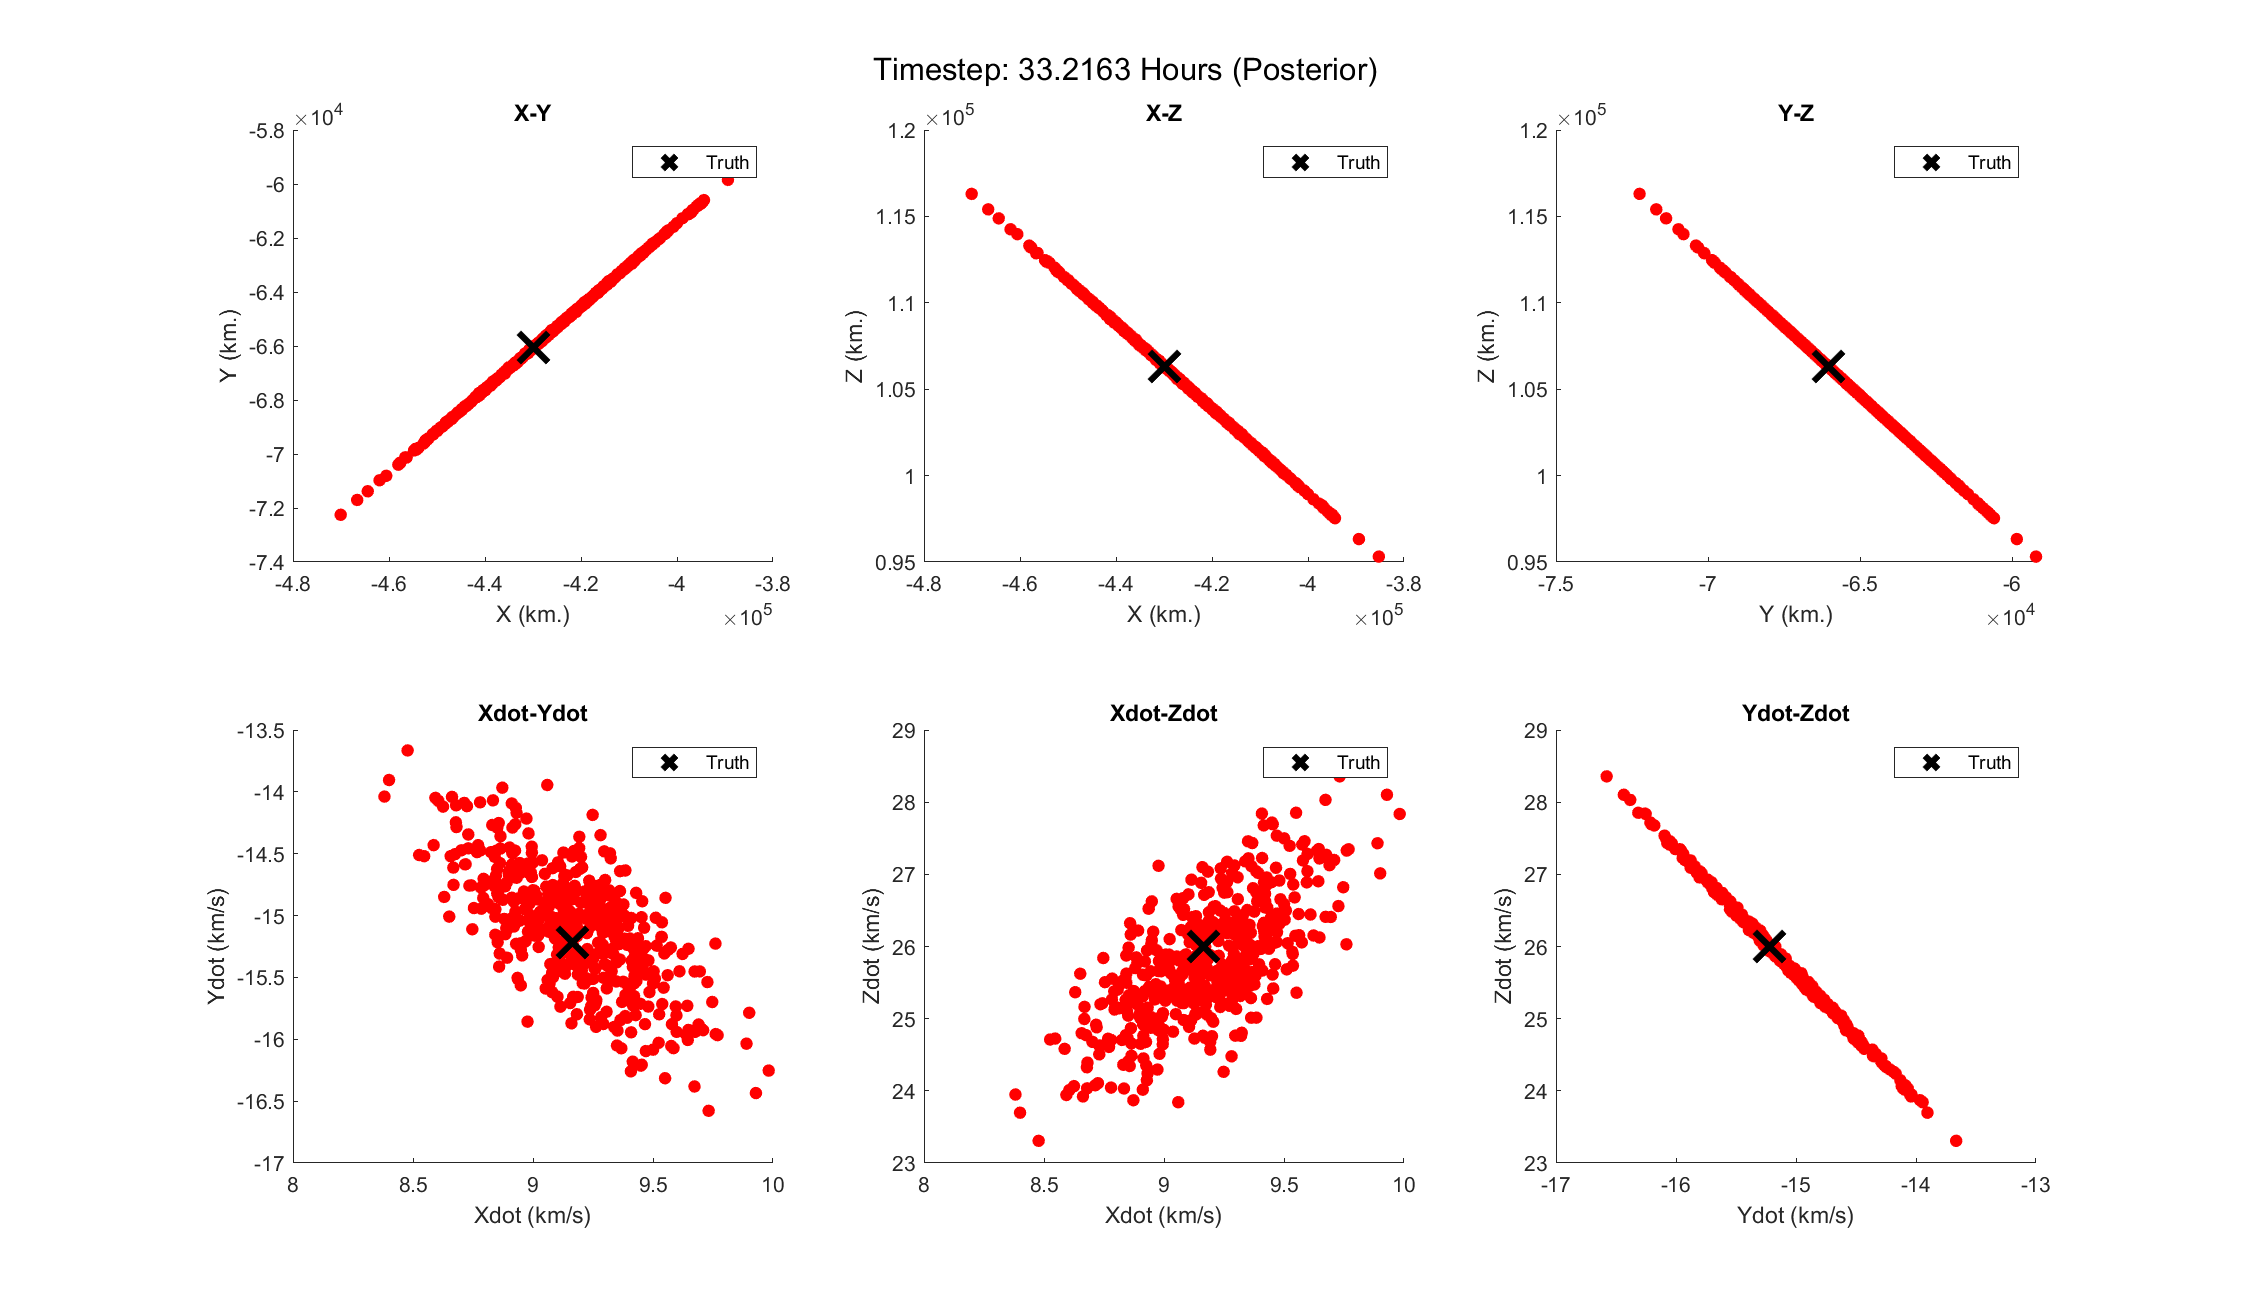 Timestep: 33.2163 Hours (Posterior)
X-Y
×10^4
-5.8
-6
-6.2
-6.4
-6.6
-6.8
-7
-7.2
-7.4
Y (km.)
Truth
-4.8 -4.6 -4.4 -4.2 -4 -3.8
X (km.)
×10^5
X-Z
×10^5
1.2
1.15
1.1
1.05
1
0.95
Z (km.)
Truth
-4.8 -4.6 -4.4 -4.2 -4 -3.8
X (km.)
×10^5
Y-Z
×10^5
1.2
1.15
1.1
1.05
1
0.95
Z (km.)
Truth
-7.5 -7 -6.5 -6
Y (km.)
×10^4
Xdot-Ydot
-13.5
-14
-14.5
-15
-15.5
-16
-16.5
-17
Ydot (km/s)
Truth
8 8.5 9 9.5 10
Xdot (km/s)
Xdot-Zdot
29
28
27
26
25
24
23
Zdot (km/s)
Truth
8 8.5 9 9.5 10
Xdot (km/s)
Ydot-Zdot
29
28
27
26
25
24
23
Zdot (km/s)
Truth
-17 -16 -15 -14 -13
Ydot (km/s)